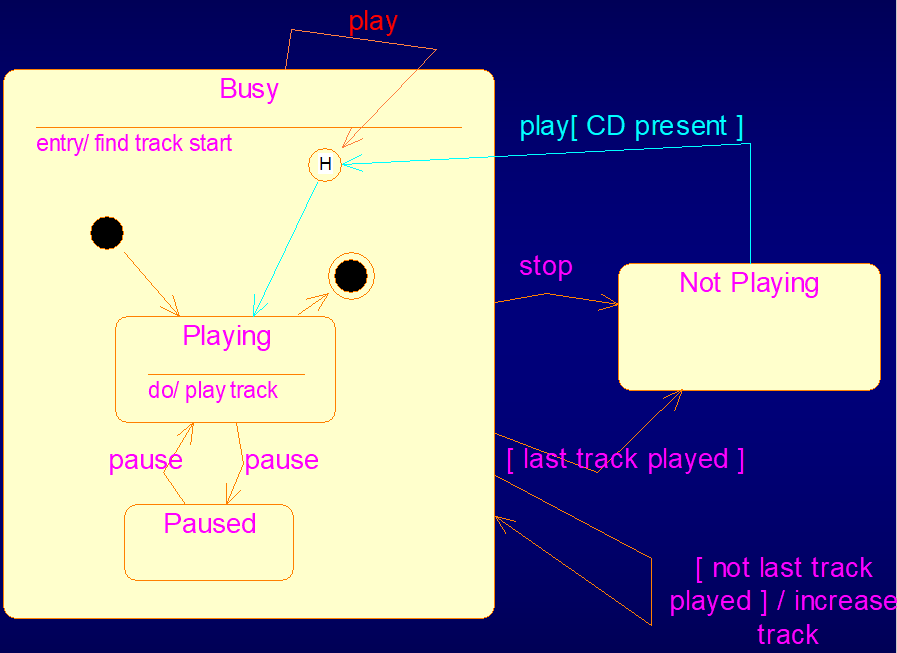 play
Busy
play[ CD present ]
entry/ find track start
H
stop
Not Playing
Playing
do/ play track
pause
pause
[ last track played ]
Paused
[ not last track
played ] / increase
track